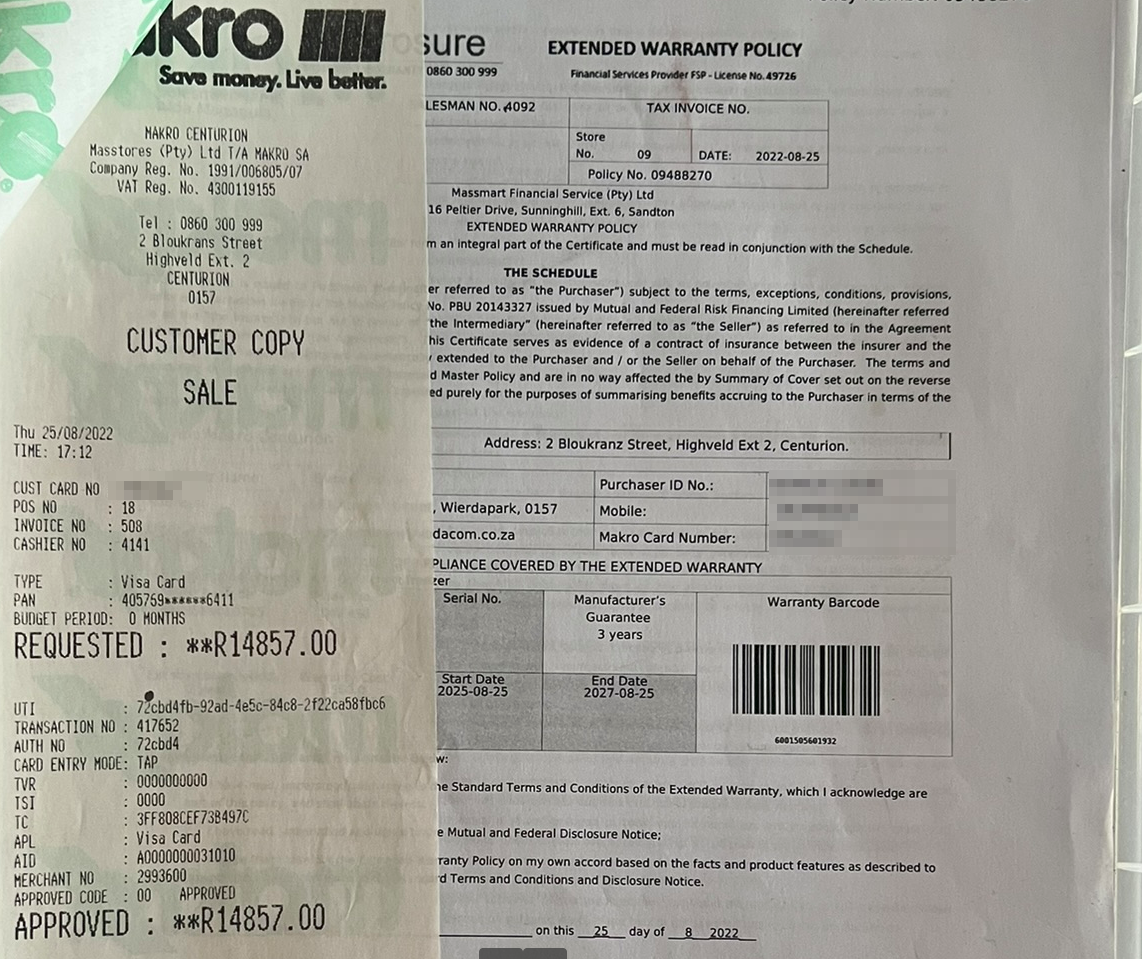 kro
Save money. Live better.
MAKRO CENTURION
Masstores (Pty) Ltd T/A MAKRO SA
Company Reg. No. 1991/006805/07
VAT Reg. No. 4300119155
Tel : 0860 300 999
2 Bloukrans Street
Highveld Ext. 2
CENTURION
0157
CUSTOMER COPY
SALE
Thu 25/08/2022
TIME: 17:12
CUST CARD NO
POS NO : 18
INVOICE NO : 508
CASHIER NO : 4141
TYPE : Visa Card
PAN : 405759******6411
BUDGET PERIOD: 0 MONTHS
REQUESTED : **R14857.00
UTI : 72cbd4fb-92ad-4e5c-84c8-2f22ca58fbc6
TRANSACTION NO : 417652
AUTH NO : 72cbd4
CARD ENTRY MODE: TAP
TVR : 0000000000
TSI : 0000
TC : 3FF808CEF73B497C
APL : Visa Card
AID : A0000000031010
MERCHANT NO : 2993600
APPROVED CODE : 00 APPROVED
APPROVED : **R14857.00
sure
0860 300 999
EXTENDED WARRANTY POLICY
Financial Services Provider FSP - License No. 49726
LESMAN NO. 4092
TAX INVOICE NO.
Store
No. 09 DATE: 2022-08-25
Policy No. 09488270
Massmart Financial Service (Pty) Ltd
16 Peltier Drive, Sunninghill, Ext. 6, Sandton
EXTENDED WARRANTY POLICY
m an integral part of the Certificate and must be read in conjunction with the Schedule.
THE SCHEDULE
er referred to as "the Purchaser") subject to the terms, exceptions, conditions, provisions,
No. PBU 20143327 issued by Mutual and Federal Risk Financing Limited (hereinafter referred
the Intermediary" (hereinafter referred to as "the Seller") as referred to in the Agreement
his Certificate serves as evidence of a contract of insurance between the insurer and the
extended to the Purchaser and / or the Seller on behalf of the Purchaser. The terms and
d Master Policy and are in no way affected the by Summary of Cover set out on the reverse
ed purely for the purposes of summarising benefits accruing to the Purchaser in terms of the
Address: 2 Bloukranz Street, Highveld Ext 2, Centurion.
Purchaser ID No.:
, Wierdapark, 0157 Mobile:
dacom.co.za Makro Card Number:
PLIANCE COVERED BY THE EXTENDED WARRANTY
zer
Serial No.
Manufacturer's
Guarantee
3 years
Warranty Barcode
Start Date
2025-08-25
End Date
2027-08-25
6001505601932
w:
he Standard Terms and Conditions of the Extended Warranty, which I acknowledge are
e Mutual and Federal Disclosure Notice;
rranty Policy on my own accord based on the facts and product features as described to
rd Terms and Conditions and Disclosure Notice.
on this 25 day of 8 2022